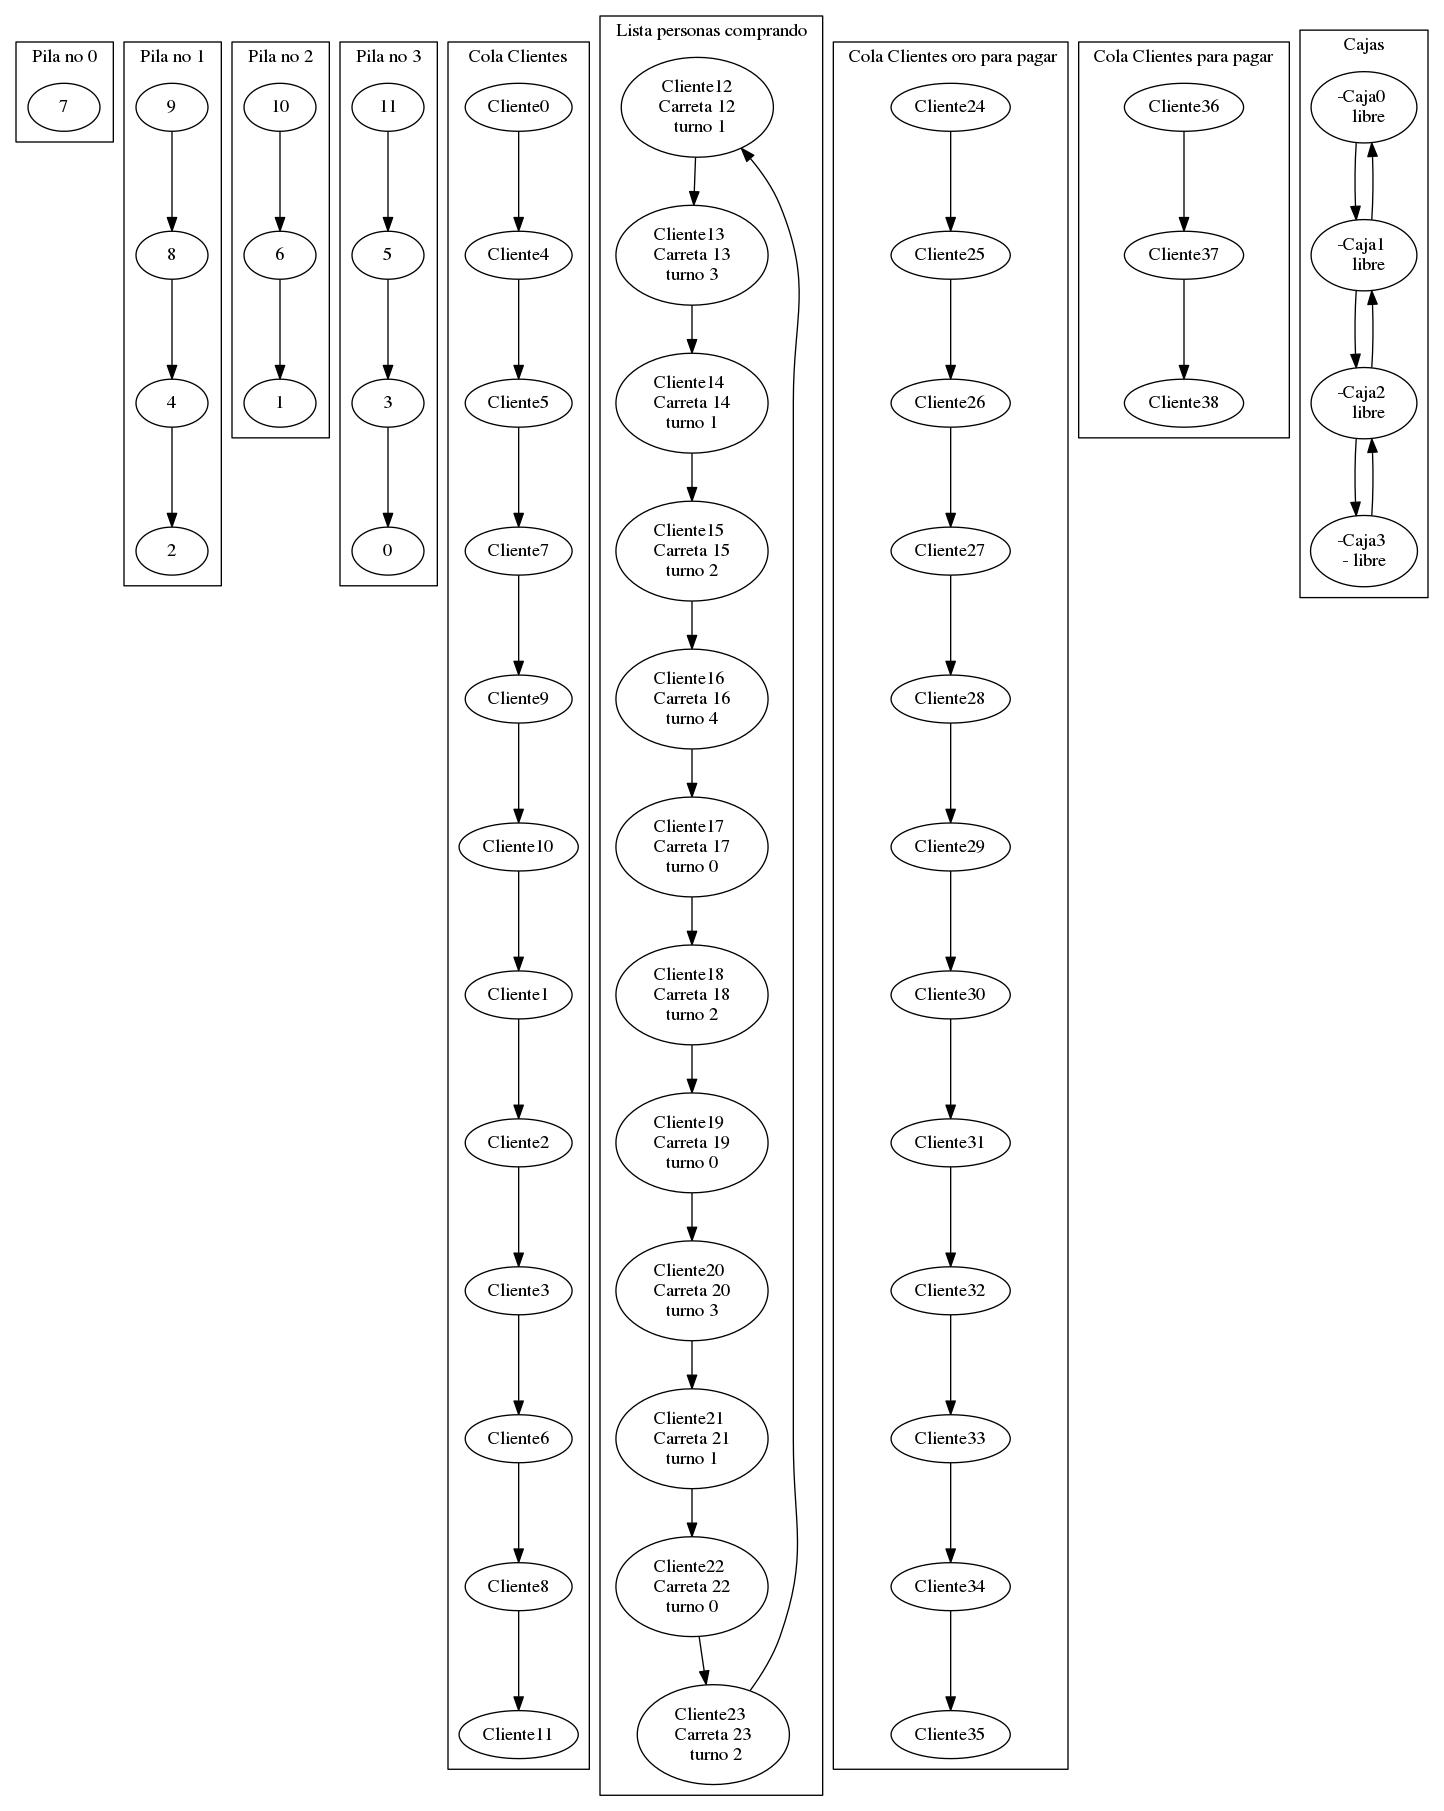 Pila no 0
7
Pila no 1
9
8
4
2
Pila no 2
10
6
1
Pila no 3
11
5
3
0
Cola Clientes
Cliente0
Cliente4
Cliente5
Cliente7
Cliente9
Cliente10
Cliente1
Cliente2
Cliente3
Cliente6
Cliente8
Cliente11
Lista personas comprando
Cliente12
Carreta 12
turno 1
Cliente13
Carreta 13
turno 3
Cliente14
Carreta 14
turno 1
Cliente15
Carreta 15
turno 2
Cliente16
Carreta 16
turno 4
Cliente17
Carreta 17
turno 0
Cliente18
Carreta 18
turno 2
Cliente19
Carreta 19
turno 0
Cliente20
Carreta 20
turno 3
Cliente21
Carreta 21
turno 1
Cliente22
Carreta 22
turno 0
Cliente23
Carreta 23
turno 2
Cola Clientes oro para pagar
Cliente24
Cliente25
Cliente26
Cliente27
Cliente28
Cliente29
Cliente30
Cliente31
Cliente32
Cliente33
Cliente34
Cliente35
Cola Clientes para pagar
Cliente36
Cliente37
Cliente38
Cajas
-Caja0
libre
-Caja1
libre
-Caja2
libre
-Caja3
- libre